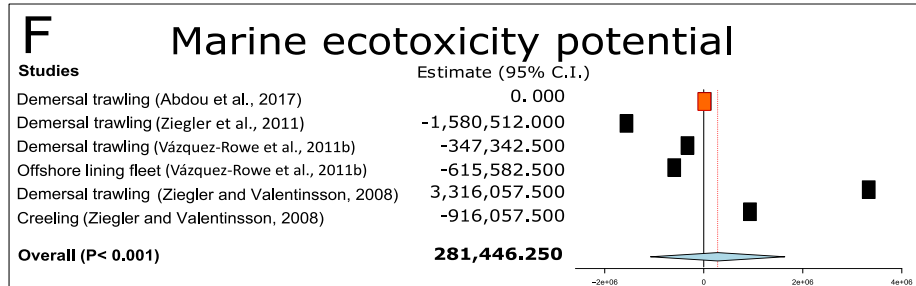 F Marine ecotoxicity potential
Studies Estimate (95% C.I.)
Demersal trawling (Abdou et al., 2017) 0. 000
Demersal trawling (Ziegler et al., 2011) -1,580,512.000
Demersal trawling (Vázquez-Rowe et al., 2011b) -347,342.500
Offshore lining fleet (Vázquez-Rowe et al., 2011b) -615,582.500
Demersal trawling (Ziegler and Valentinsson, 2008) 3,316,057.500
Creeling (Ziegler and Valentinsson, 2008) -916,057.500
Overall (P< 0.001) 281,446.250
-2e+06 0 2e+06 4e+06